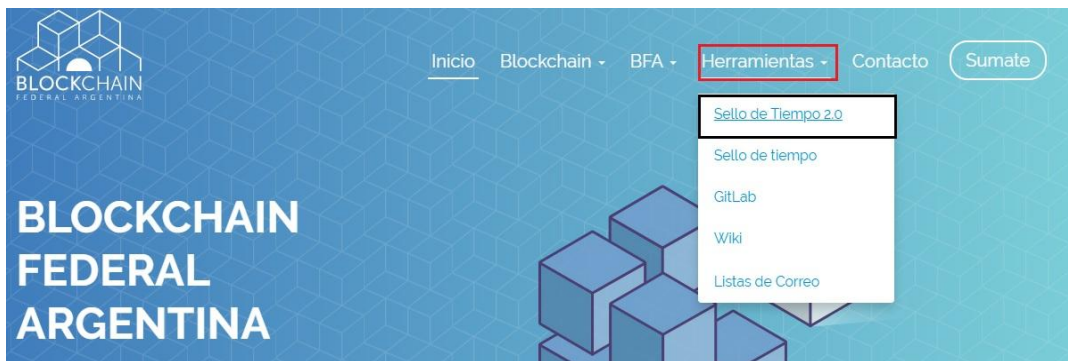 BLOCKCHAIN
FEDERAL ARGENTINA
Inicio Blockchain BFA Herramientas Contacto Sumate
Sello de Tiempo 2.0
Sello de tiempo
GitLab
Wiki
Listas de Correo
BLOCKCHAIN
FEDERAL
ARGENTINA